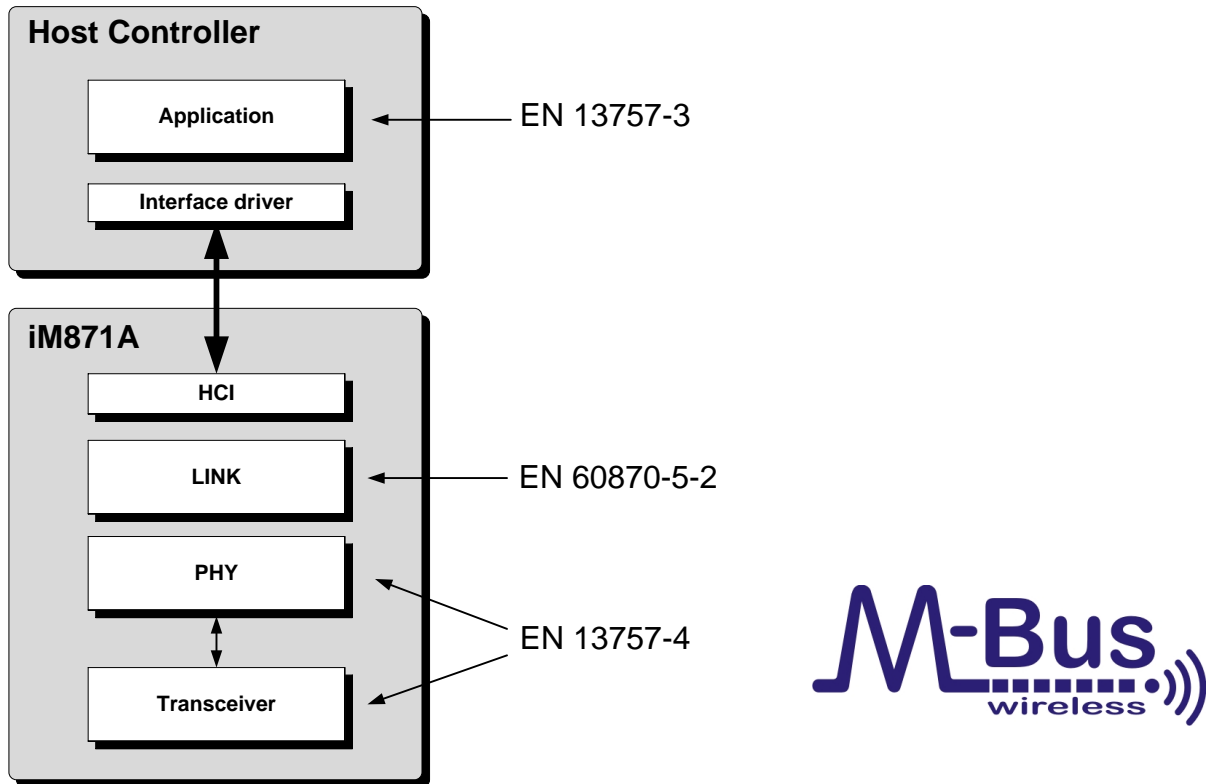 Host Controller
Application
EN 13757-3
Interface driver
iM871A
HCI
LINK
EN 60870-5-2
PHY
EN 13757-4
Transceiver
M-Bus
wireless